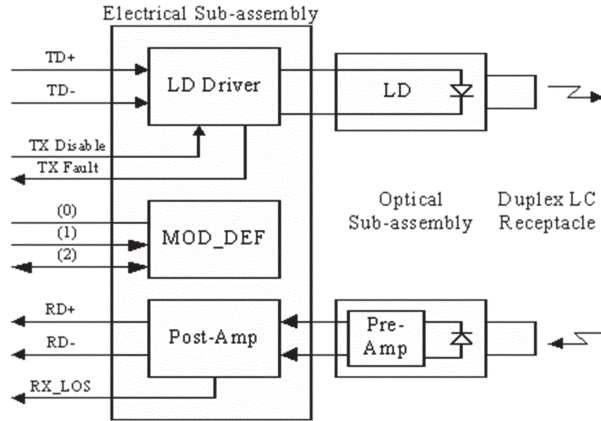 Electrical Sub-assembly
TD+
TD-
TX Disable
TX Fault
LD Driver
LD
(0)
(1)
(2)
MOD_DEF
Optical
Sub-assembly
Duplex LC
Receptacle
RD+
RD-
RX_LOS
Post-Amp
Pre-
Amp